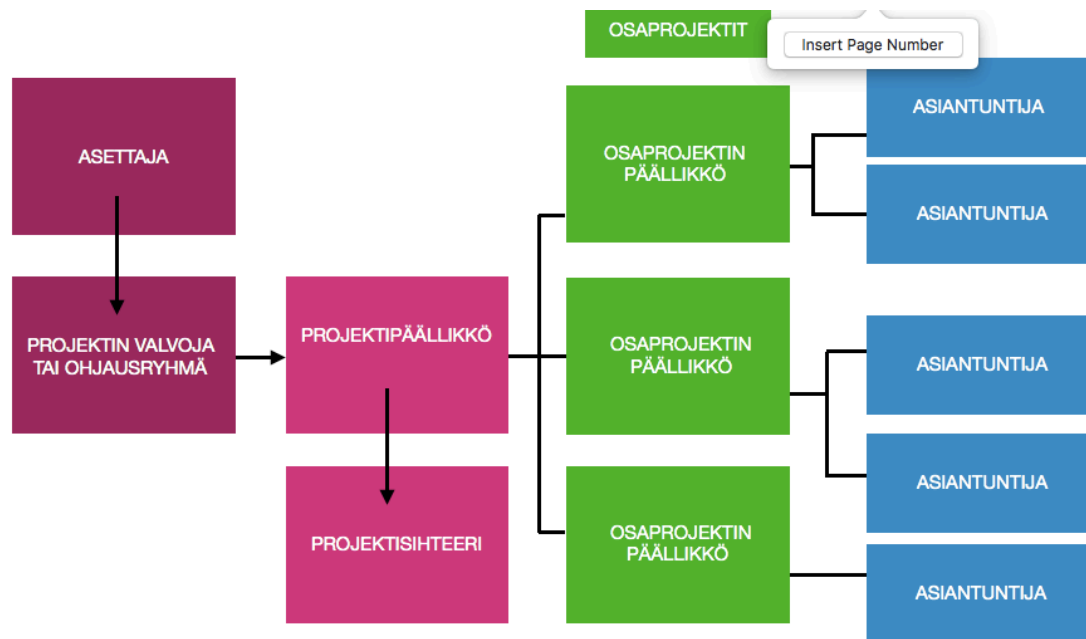 OSAPROJEKTIT
Insert Page Number
ASETTAJA
PROJEKTIN VALVOJA
TAI OHJAUSRYHMÄ
PROJEKTIPÄÄLLIKKÖ
PROJEKTISIHTEERI
OSAPROJEKTIN
PÄÄLLIKKÖ
OSAPROJEKTIN
PÄÄLLIKKÖ
OSAPROJEKTIN
PÄÄLLIKKÖ
ASIANTUNTIJA
ASIANTUNTIJA
ASIANTUNTIJA
ASIANTUNTIJA
ASIANTUNTIJA